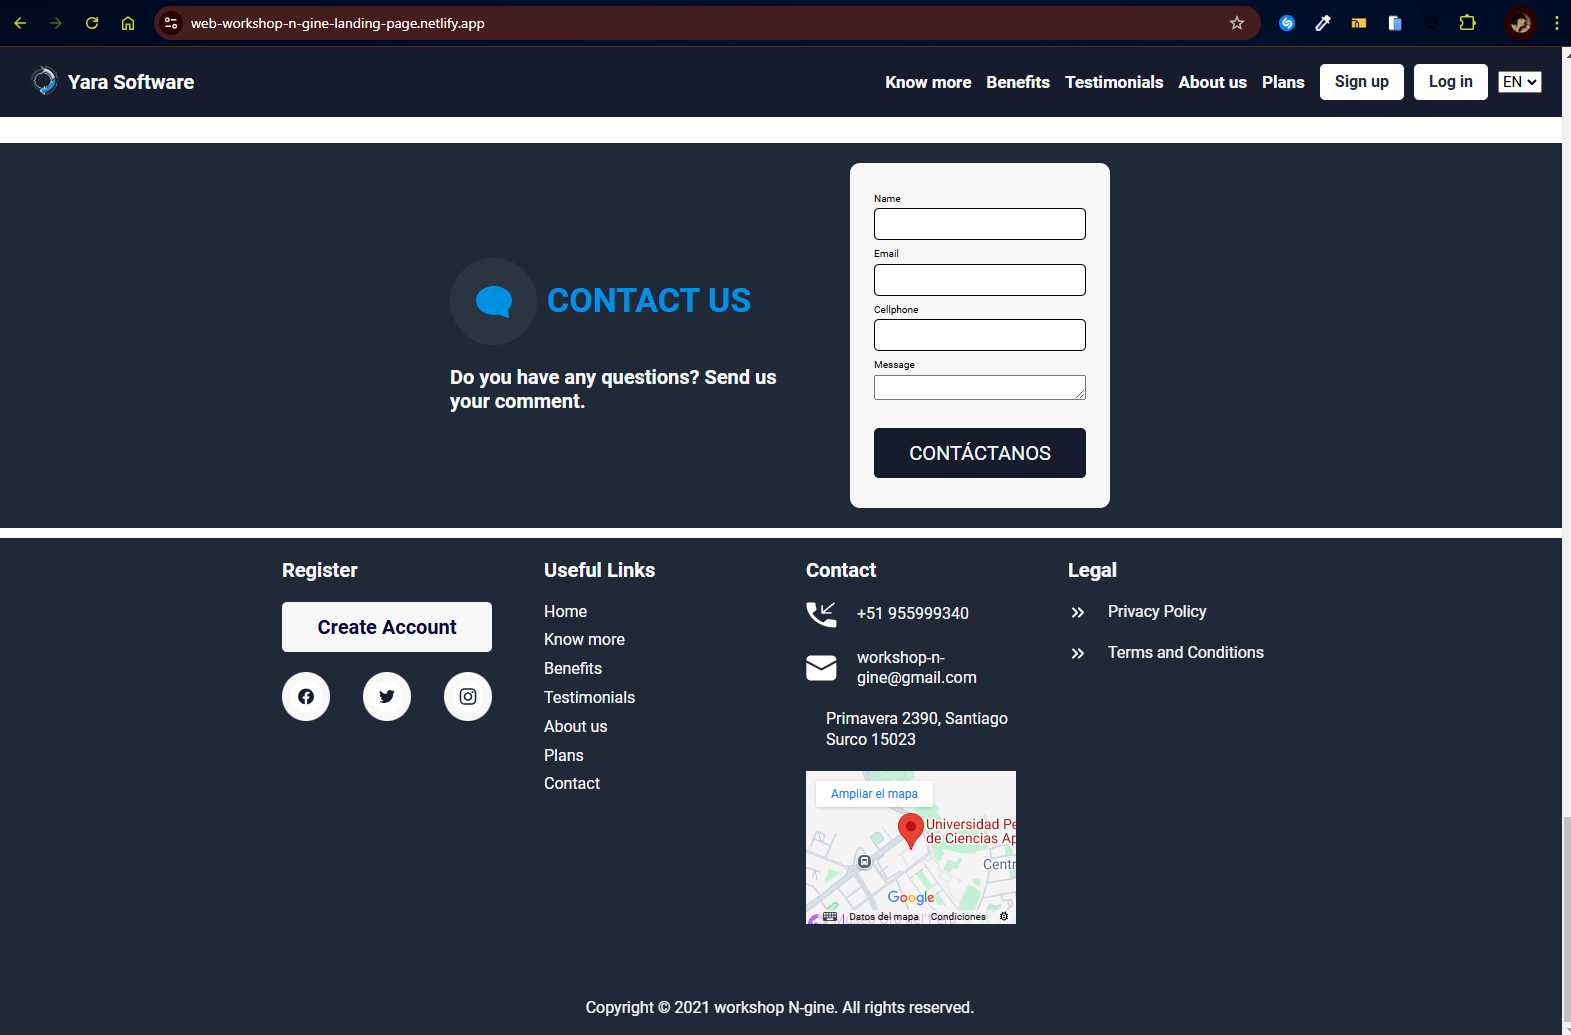 web-workshop-n-gine-landing-page.netlify.app
Yara Software
Know more
Benefits
Testimonials
About us
Plans
Sign up
Log in
EN
CONTACT US
Do you have any questions? Send us
your comment.
Name
Email
Cellphone
Message
CONTÁCTANOS
Register
Create Account
Useful Links
Home
Know more
Benefits
Testimonials
About us
Plans
Contact
Contact
+51 955999340
workshop-n-
gine@gmail.com
Primavera 2390, Santiago
Surco 15023
Ampliar el mapa
Universidad Pe
de Ciencias Ap
Centr
Google
Datos del mapa
Condiciones
Legal
Privacy Policy
Terms and Conditions
Copyright © 2021 workshop N-gine. All rights reserved.